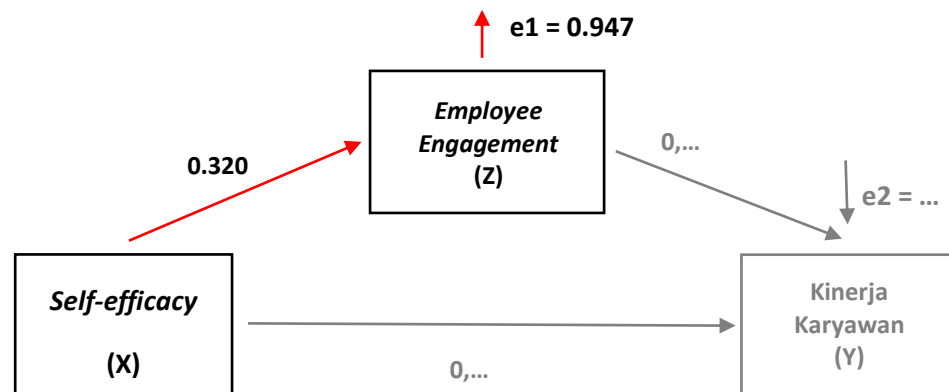 e1 = 0.947
Employee
Engagement
(Z)
0.320
0,...
e2 = ...
Self-efficacy
(X)
Kinerja
Karyawan
(Y)
0,...